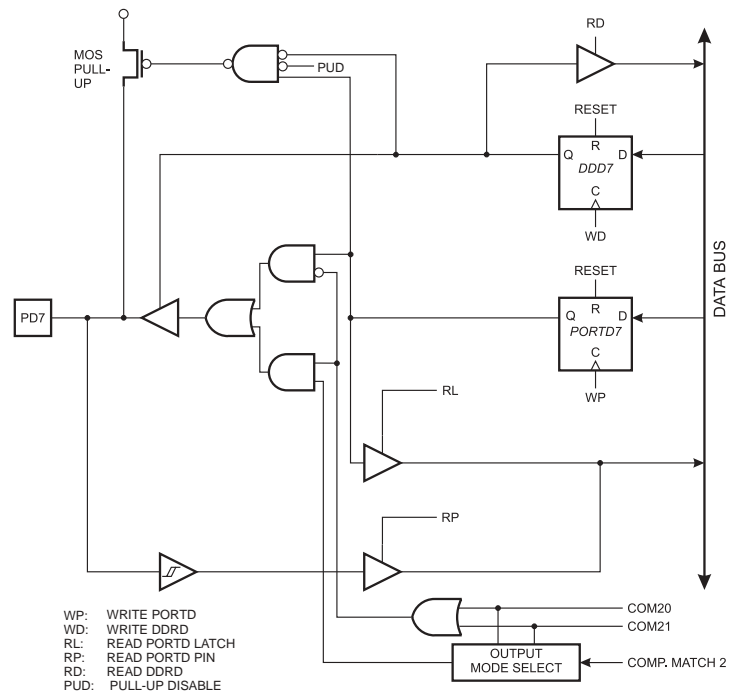 RD
MOS
PULL-
UP
PUD
RESET
R
Q
D
DDD7
C
WD
DATA BUS
RESET
R
Q
D
PD7
PORTD7
C
WP
RL
RP
WP: WRITE PORTD
WD: WRITE DDRD
RL: READ PORTD LATCH
RP: READ PORTD PIN
RD: READ DDRD
PUD: PULL-UP DISABLE
COM20
COM21
OUTPUT
MODE SELECT
COMP. MATCH 2